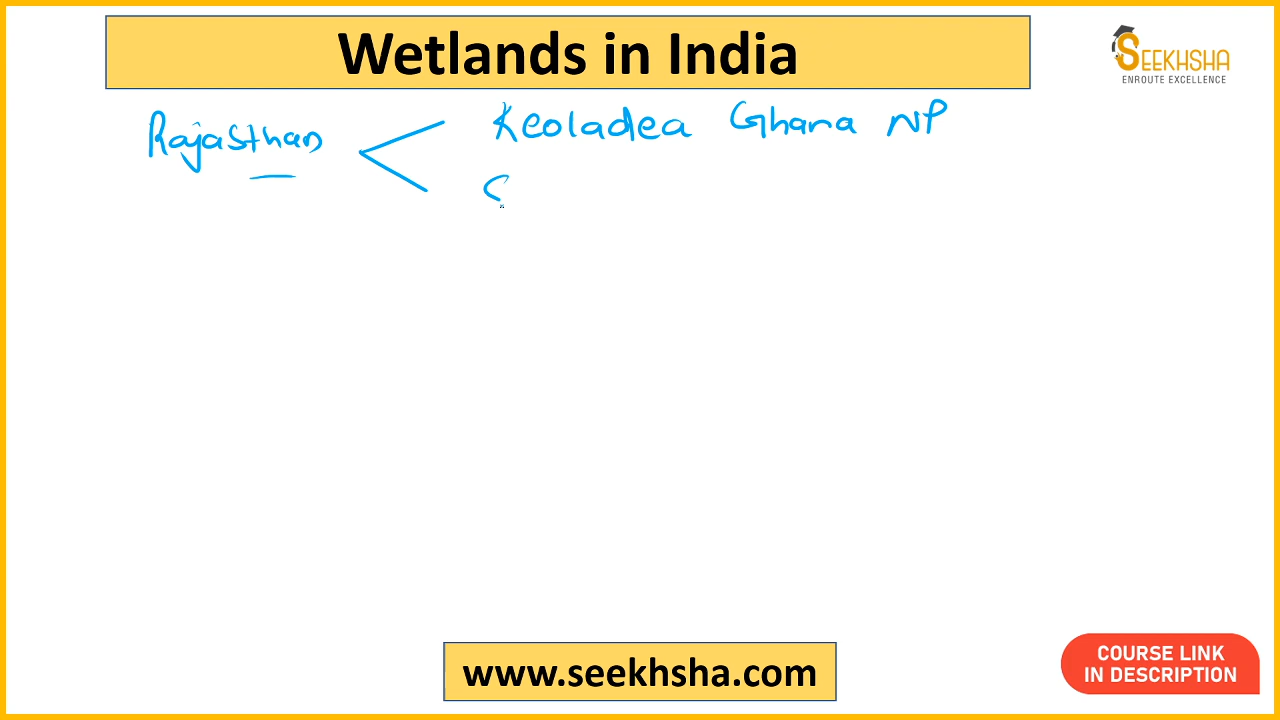 Wetlands in India
SEEKHSHA
ENROUTE EXCELLENCE
Rajasthan
Keoladea Ghana NP
www.seekhsha.com
COURSE LINK
IN DESCRIPTION